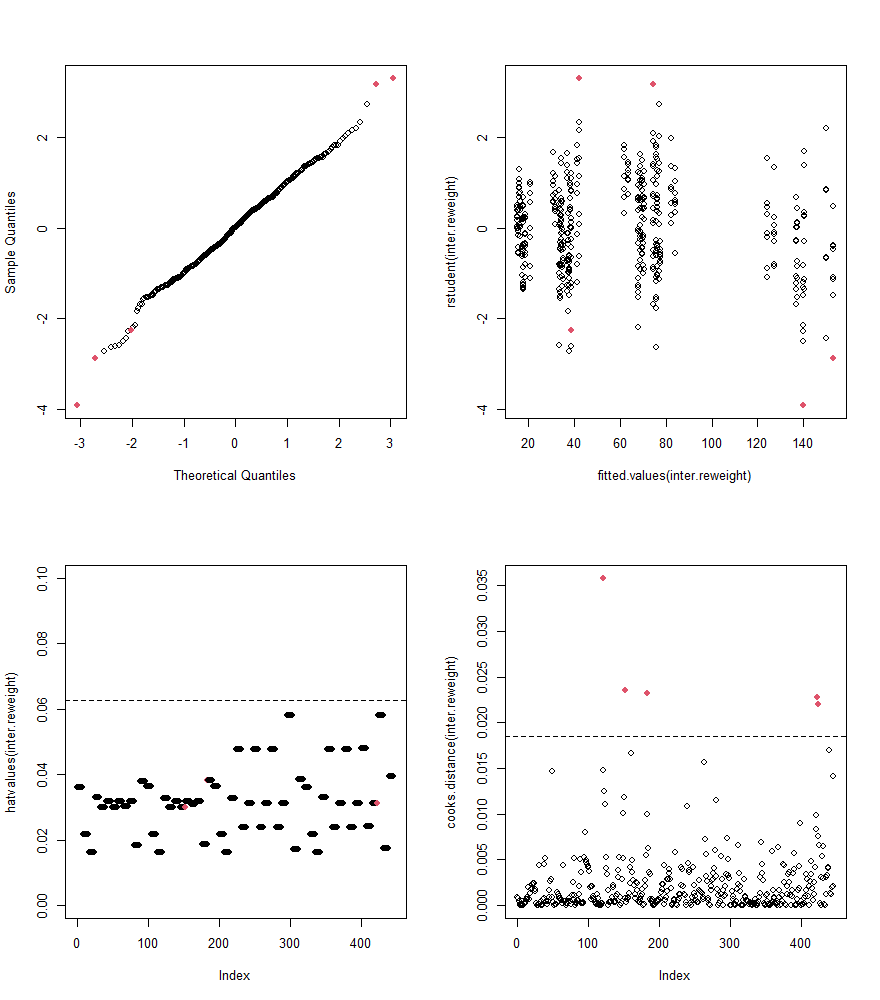 Sample Quantiles
-4 -2 0 2
-3 -2 -1 0 1 2 3
Theoretical Quantiles
rstudent(inter.reweight)
-4 -2 0 2
20 40 60 80 100 120 140
fitted.values(inter.reweight)
hatvalues(inter.reweight)
0.00 0.02 0.04 0.06 0.08 0.10
0 100 200 300 400
Index
cooks.distance(inter.reweight)
0.000 0.005 0.010 0.015 0.020 0.025 0.030 0.035
0 100 200 300 400
Index